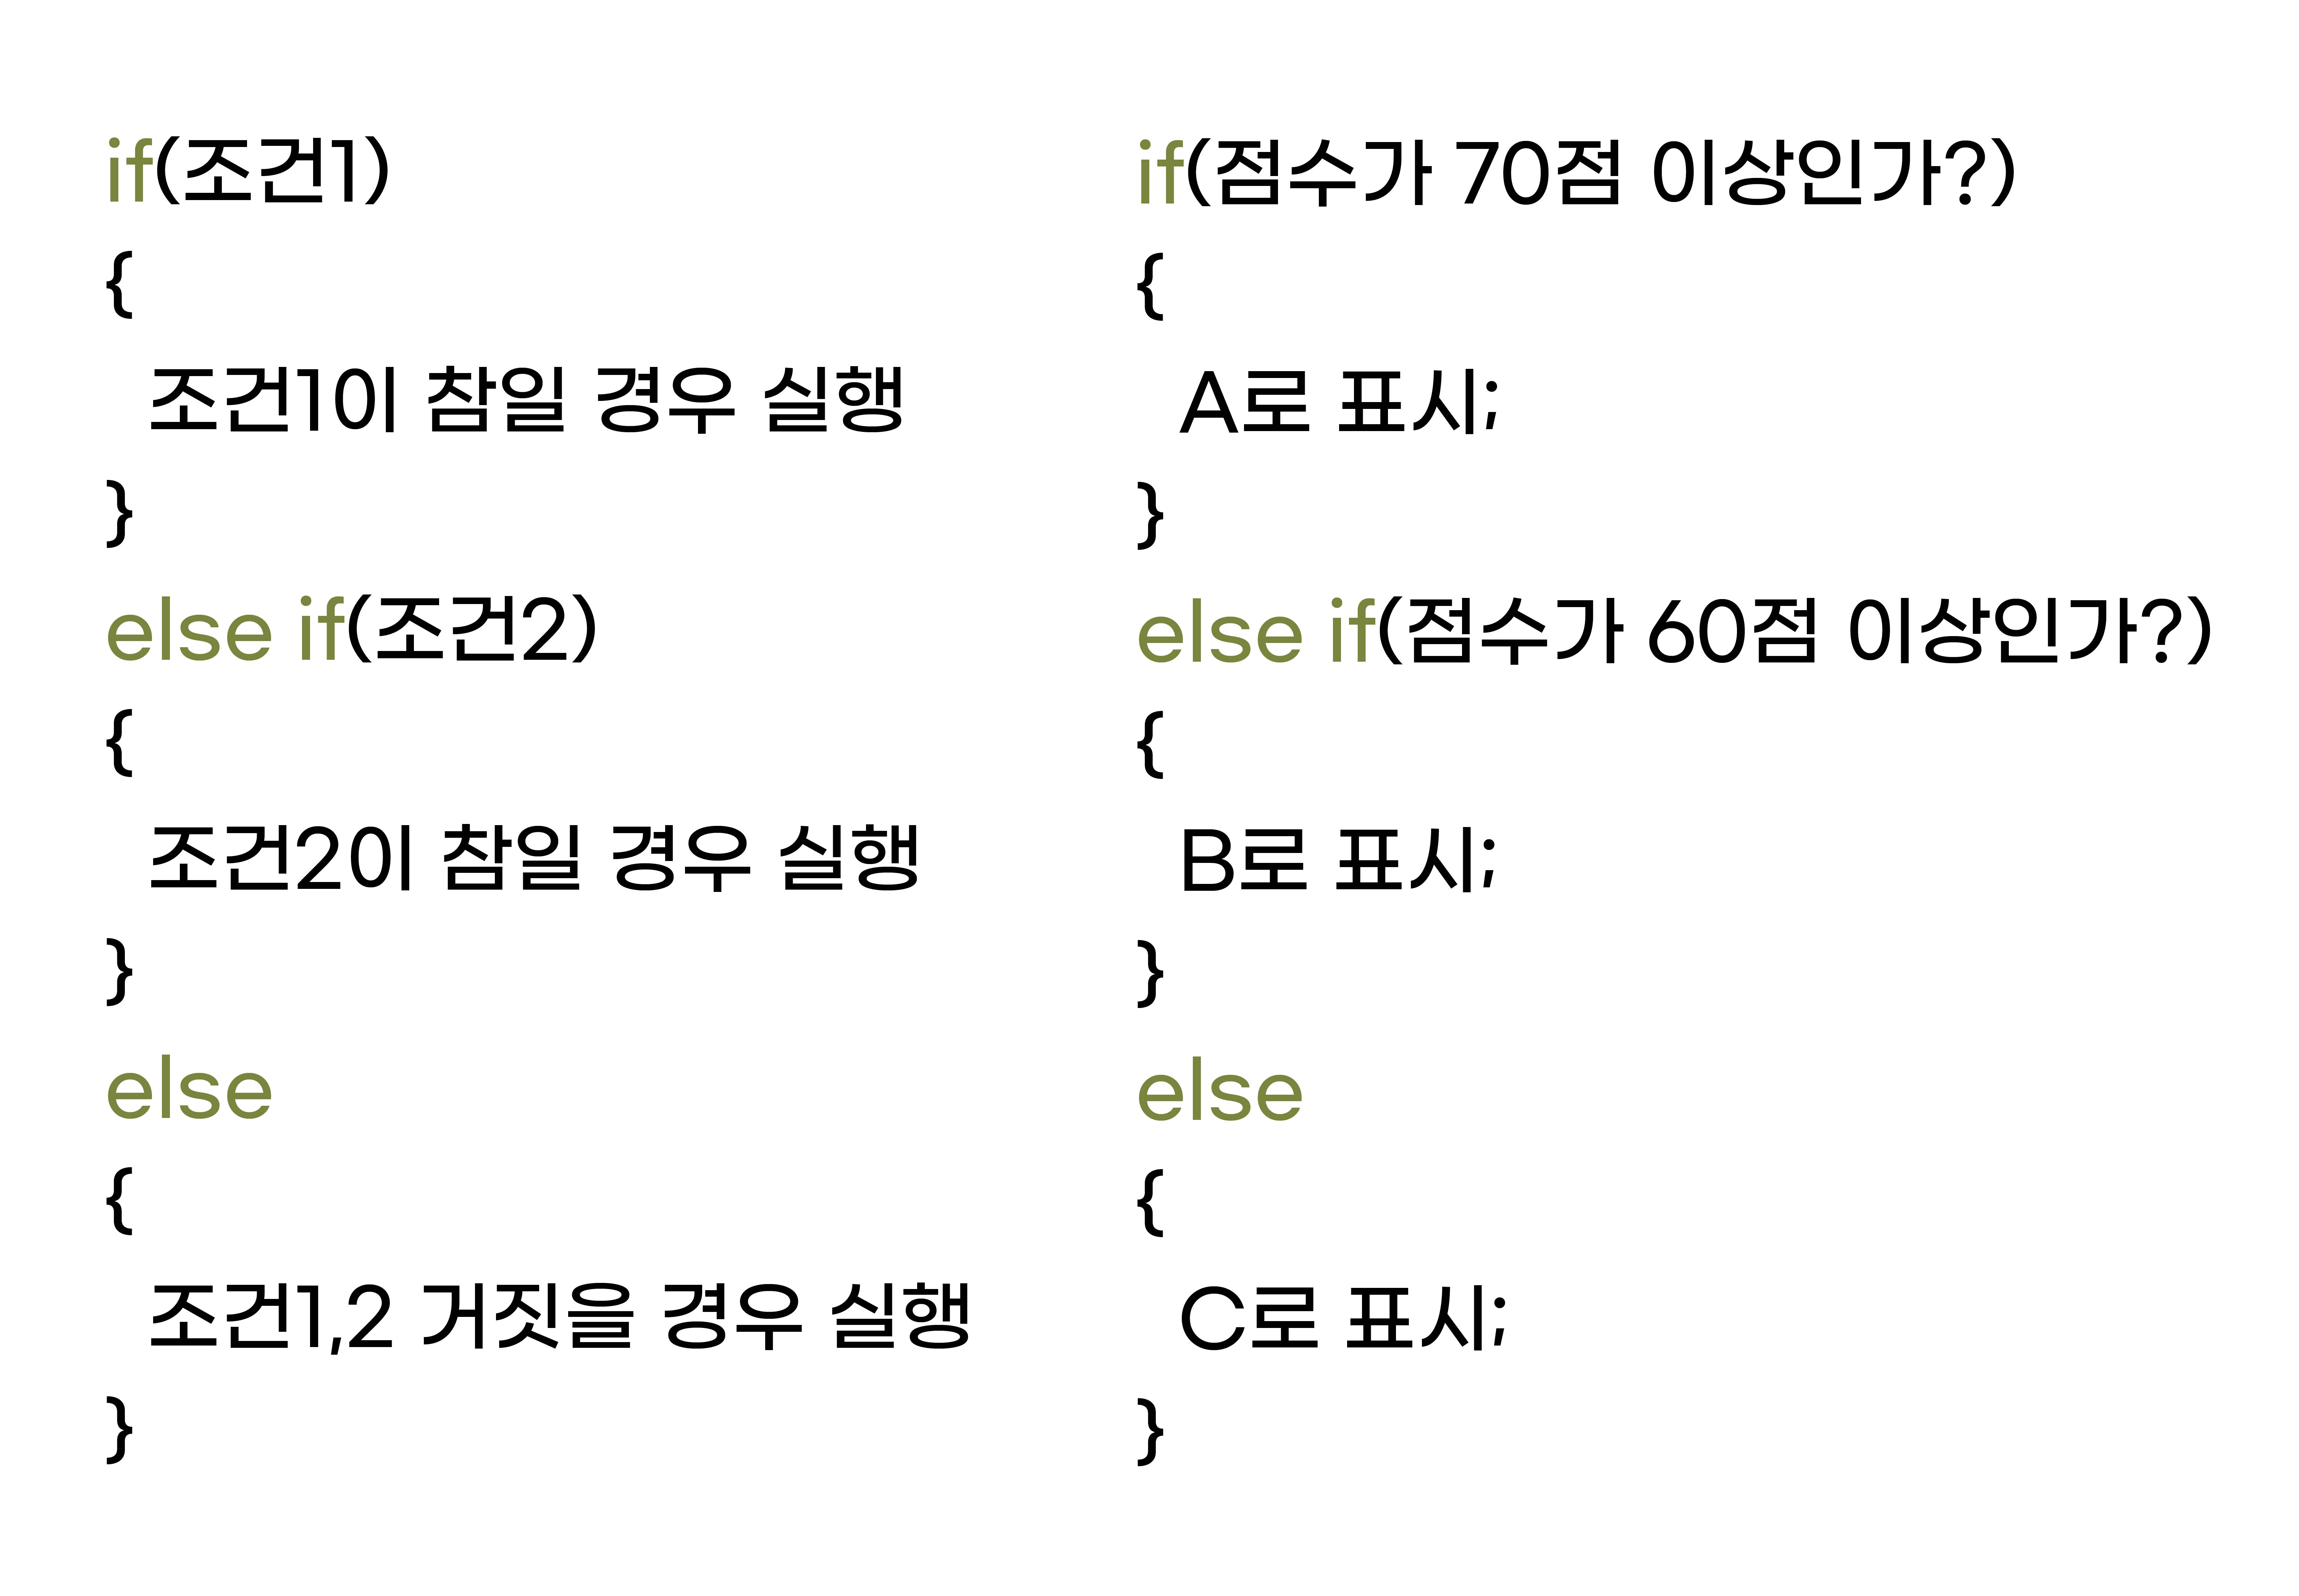 if(조건1)
{
조건1이 참일 경우 실행
}
else if(조건2)
{
조건2이 참일 경우 실행
}
else
{
조건1,2 거짓을 경우 실행
}
if(점수가 70점 이상인가?)
{
A로 표시;
}
else if(점수가 60점 이상인가?)
{
B로 표시;
}
else
{
C로 표시;
}